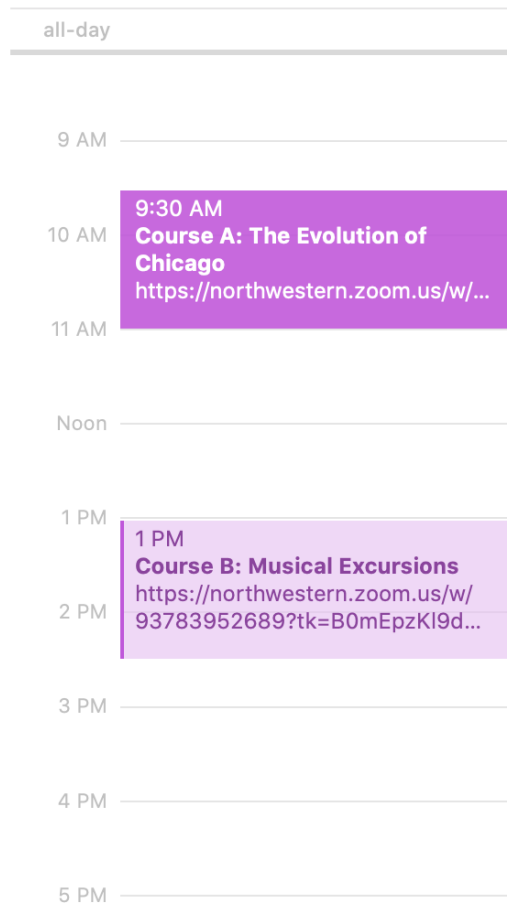 all-day
9 AM
9:30 AM
10 AM
Course A: The Evolution of
Chicago
https://northwestern.zoom.us/w/...
11 AM
Noon
1 PM
1 PM
Course B: Musical Excursions
https://northwestern.zoom.us/w/
2 PM
93783952689?tk=B0mEpzKl9d...
3 PM
4 PM
5 PM